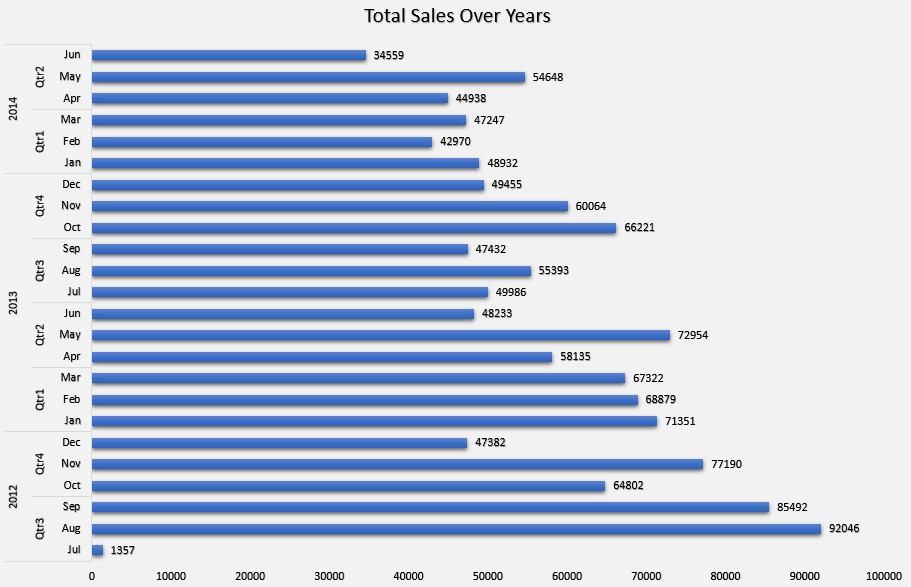 Total Sales Over Years
2014
Qtr2
Jun 34559
May 54648
Apr 44938
Qtr1
Mar 47247
Feb 42970
Jan 48932
2013
Qtr4
Dec 49455
Nov 60064
Oct 66221
Qtr3
Sep 47432
Aug 55393
Jul 49986
Qtr2
Jun 48233
May 72954
Apr 58135
Qtr1
Mar 67322
Feb 68879
Jan 71351
2012
Qtr4
Dec 47382
Nov 77190
Oct 64802
Qtr3
Sep 85492
Aug 92046
Jul 1357
0 10000 20000 30000 40000 50000 60000 70000 80000 90000 100000